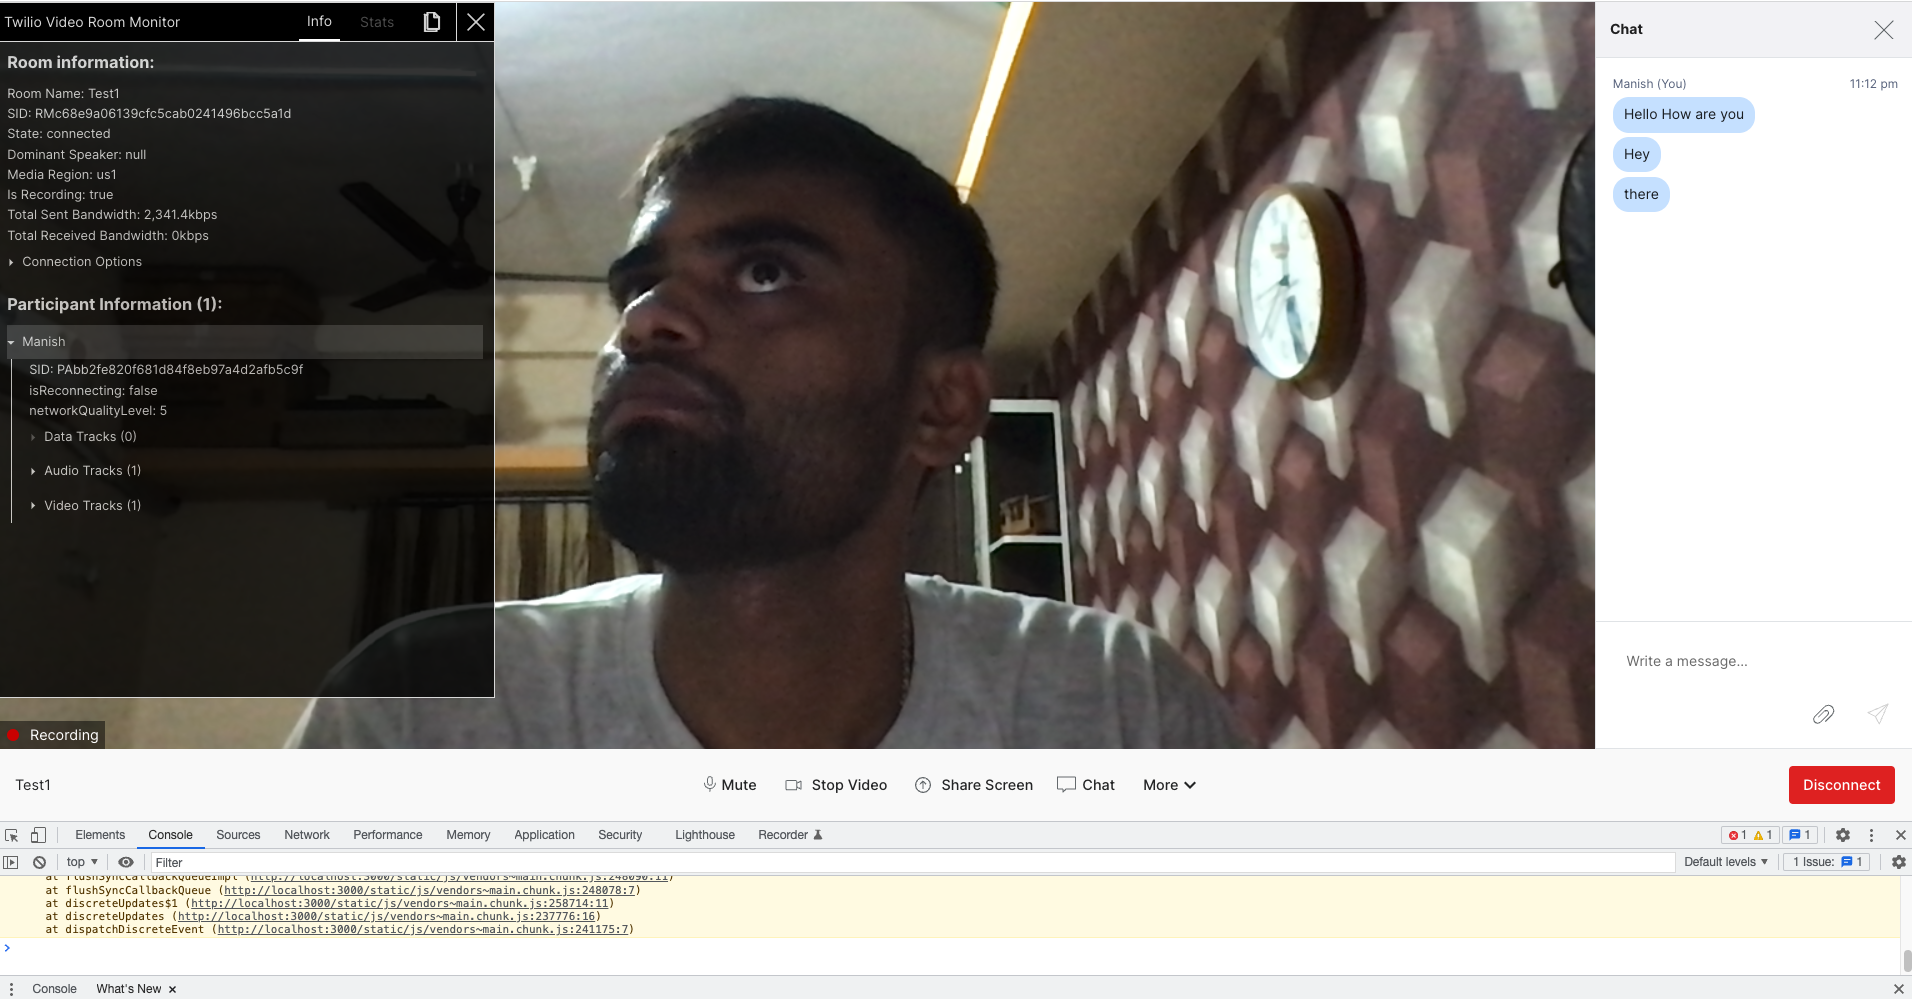 Twilio Video Room Monitor Info Stats
Room information:
Room Name: Test1
SID: RMc68e9a06139cfc5cab0241496bcc5a1d
State: connected
Dominant Speaker: null
Media Region: us1
Is Recording: true
Total Sent Bandwidth: 2,341.4kbps
Total Received Bandwidth: 0kbps
Connection Options
Participant Information (1):
Manish
SID: PAbb2fe820f681d84f8eb97a4d2afb5c9f
isReconnecting: false
networkQualityLevel: 5
Data Tracks (0)
Audio Tracks (1)
Video Tracks (1)
Recording
Chat
Manish (You) 11:12 pm
Hello How are you
Hey
there
Write a message...
Test1 Mute Stop Video Share Screen Chat More Disconnect
Elements Console Sources Network Performance Memory Application Security Lighthouse Recorder 1 1 1
top Filter Default levels 1 Issue: 1
at flushSyncCallbackQueueImpl (http://localhost:3000/static/js/vendors~main.chunk.js:248090:11)
at flushSyncCallbackQueue (http://localhost:3000/static/js/vendors~main.chunk.js:248078:7)
at discreteUpdates$1 (http://localhost:3000/static/js/vendors~main.chunk.js:258714:11)
at discreteUpdates (http://localhost:3000/static/js/vendors~main.chunk.js:237776:16)
at dispatchDiscreteEvent (http://localhost:3000/static/js/vendors~main.chunk.js:241175:7)
Console What's New